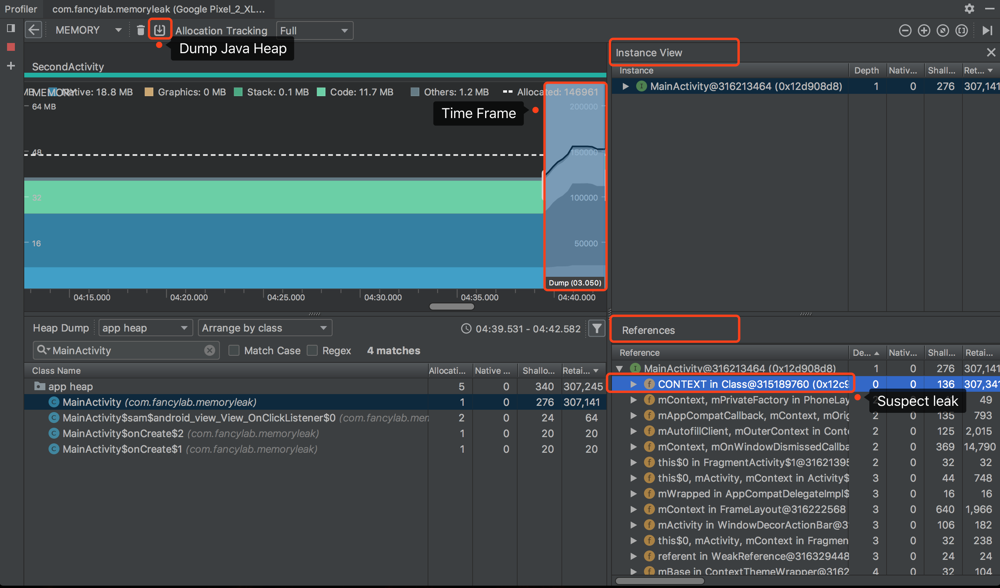 Profiler com.fancylab.memoryleak (Google Pixel_2_XL...
MEMORY Allocation Tracking Full
Dump Java Heap
SecondActivity
MEMORY
MB Native: 18.8 MB Graphics: 0 MB Stack: 0.1 MB Code: 11.7 MB Others: 1.2 MB Allocated: 146961
64 MB 200000
Time Frame
48 150000
32 100000
16 50000
Dump (03.050)
04:15.000 04:20.000 04:25.000 04:30.000 04:35.000 04:40.000
Instance View
Instance Depth Nativ... Shall... Ret...
MainActivity@316213464 (0x12d908d8) 1 0 276 307,141
Heap Dump app heap Arrange by class 04:39.531 - 04:42.582
MainActivity Match Case Regex 4 matches
Class Name Allocati... Native ... Shallo... Retai...
app heap 5 0 340 307,245
MainActivity (com.fancylab.memoryleak) 1 0 276 307,141
MainActivity$sam$android_view_View_OnClickListener$0 (com.fancylab.mem 2 0 24 64
MainActivity$onCreate$2 (com.fancylab.memoryleak) 1 0 20 20
MainActivity$onCreate$1 (com.fancylab.memoryleak) 1 0 20 20
References
Reference De... Nativ... Shall... Retai...
MainActivity@316213464 (0x12d908d8) 1 0 276 307,141
CONTEXT in Class@315189760 (0x12c9 0 0 136 307,341
mContext, mPrivateFactory in PhoneLay 49
Suspect leak
mAppCompatCallback, mContext, mOrig 2 0 135 793
mAutofillClient, mOuterContext in Conte 2 0 125 2,015
mContext, mOnWindowDismissedCallba 2 0 369 14,790
this$0 in FragmentActivity$1@31621395 2 0 32 32
this$0, mActivity, mContext in Activity$ 3 0 44 748
mWrapped in AppCompatDelegateImpl$ 3 0 16 16
mContext in FrameLayout@316222568 3 0 640 1,966
mActivity in WindowDecorActionBar@3 3 0 106 182
this$0, mActivity, mContext in Fragmen 3 0 32 238
referent in WeakReference@316329448 3 0 24 24
mBase in ContextThemeWrapper@3162 4 0 32 104